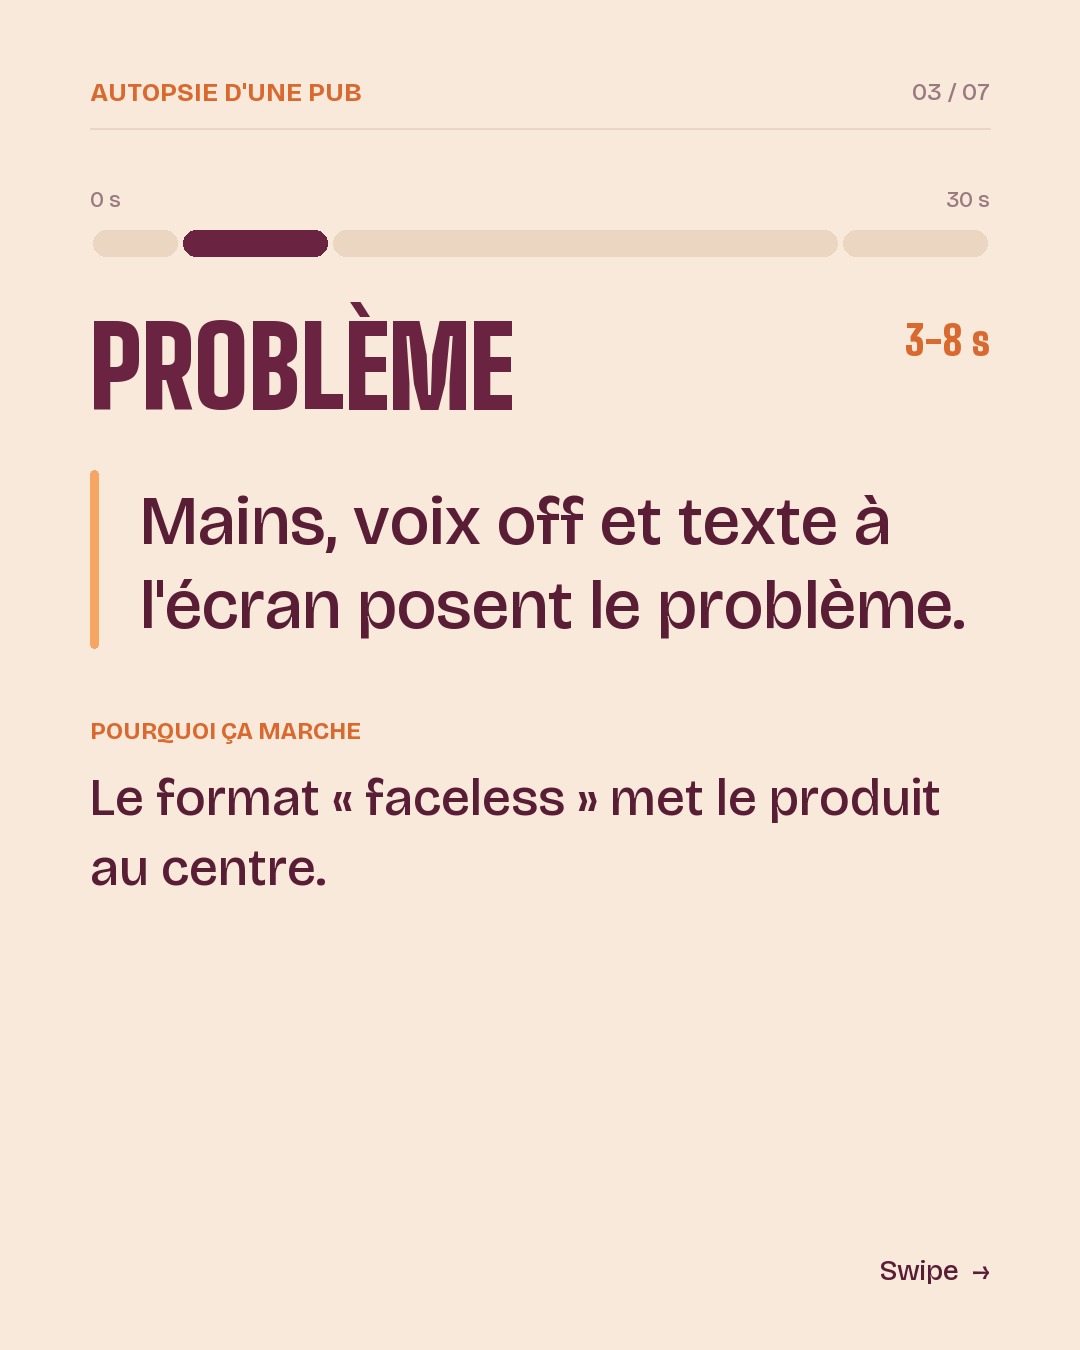 AUTOPSIE D'UNE PUB
03 / 07
0 s
30 s
PROBLÈME
3–8 s
Mains, voix off et texte à
l'écran posent le problème.
POURQUOI ÇA MARCHE
Le format « faceless » met le produit
au centre.
Swipe →